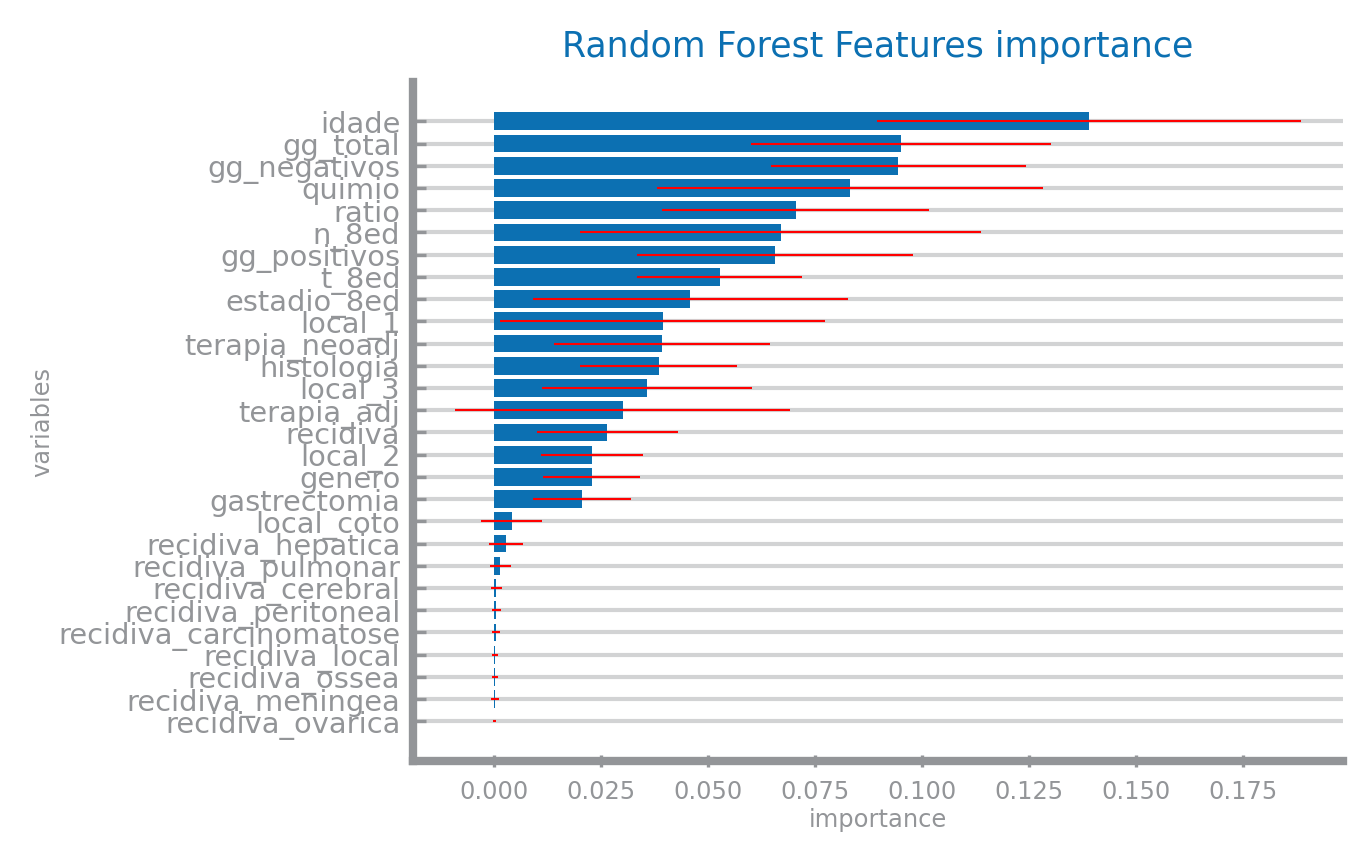 Random Forest Features importance
idade
gg_total
gg_negativos
quimio
ratio
n_8ed
gg_positivos
t_8ed
estadio_8ed
local_1
terapia_neoadj
histologia
local_3
terapia_adj
recidiva
local_2
genero
gastrectomia
local_coto
recidiva_hepatica
recidiva_pulmonar
recidiva_cerebral
recidiva_peritoneal
recidiva_carcinomatose
recidiva_local
recidiva_ossea
recidiva_meningea
recidiva_ovarica
variables
0.000 0.025 0.050 0.075 0.100 0.125 0.150 0.175
importance